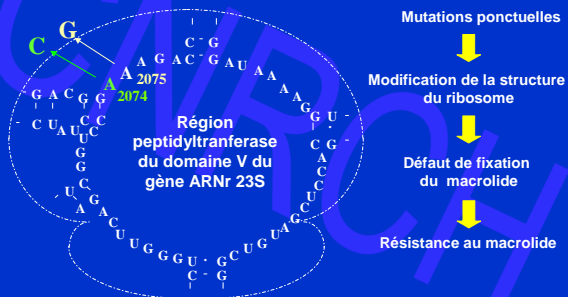 CNRCH
C G
A A G A C - G G A U A A A A G G
A 2075
A 2074
G A C G G
C U A U U C C C
G G U A
Région
peptidyltranferase
du domaine V du
gène ARNr 23S
U · G
C G
C A
A G
C C
U C G
A U G U C G
G A C U U G G G U · G
C - G
Mutations ponctuelles
Modification de la structure
du ribosome
Défaut de fixation
du macrolide
Résistance au macrolide